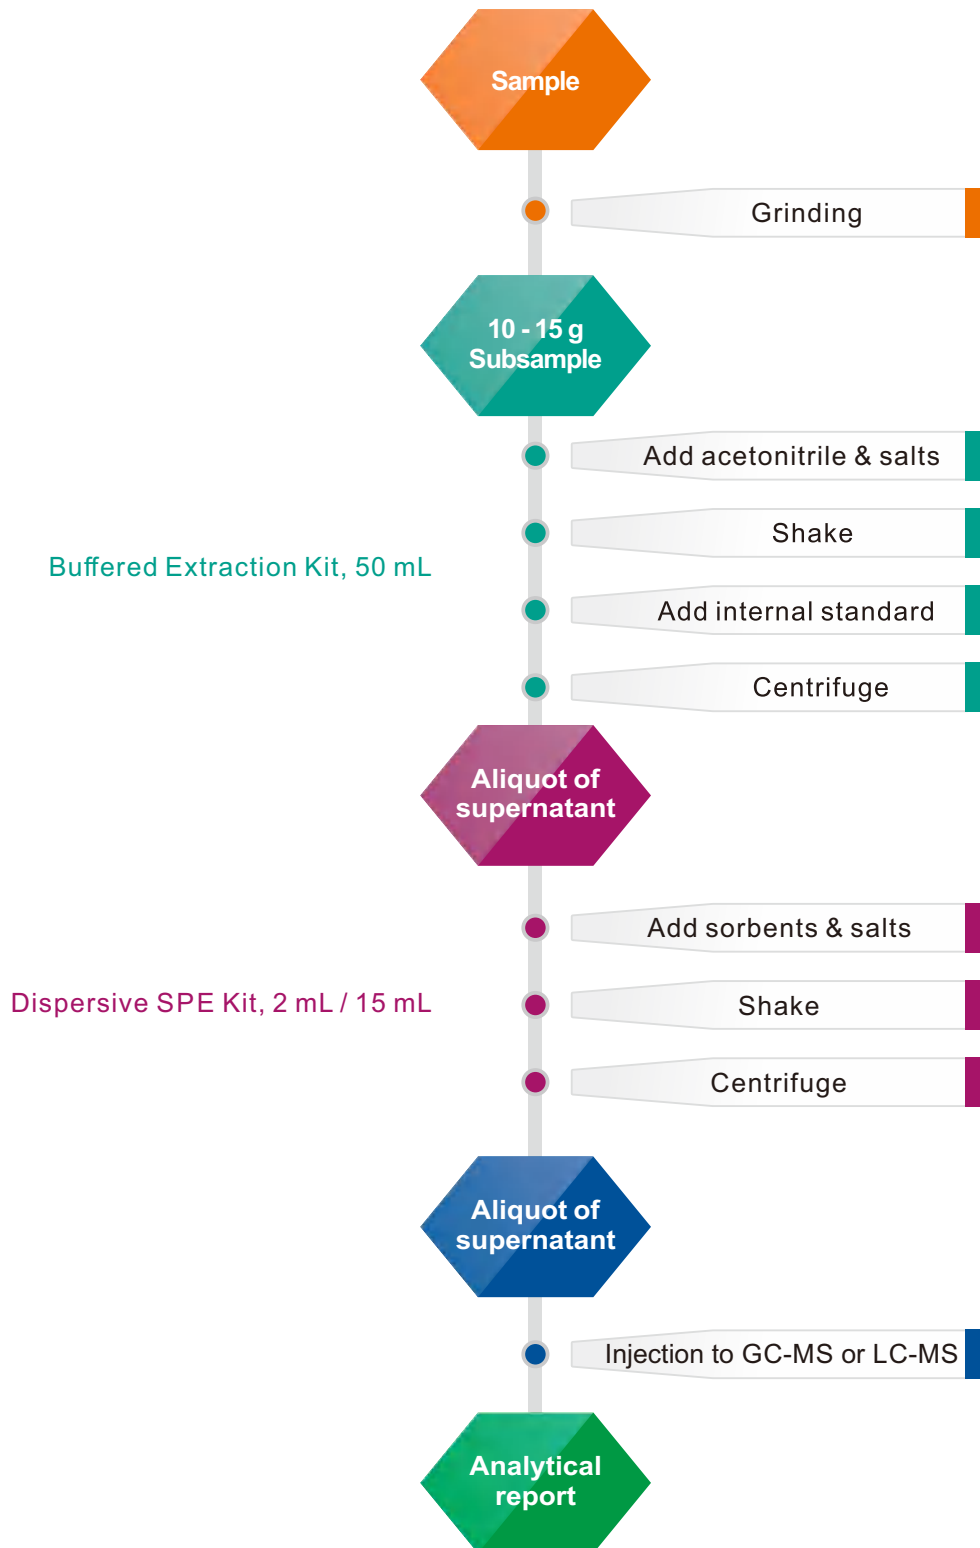 Sample
Grinding
10 - 15 g
Subsample
Add acetonitrile & salts
Shake
Buffered Extraction Kit, 50 mL
Add internal standard
Centrifuge
Aliquot of
supernatant
Add sorbents & salts
Dispersive SPE Kit, 2 mL / 15 mL
Shake
Centrifuge
Aliquot of
supernatant
Injection to GC-MS or LC-MS
Analytical
report